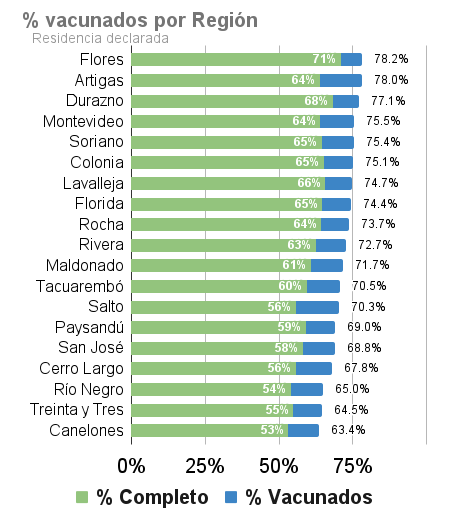 % vacunados por Región
Residencia declarada
Flores 71% 78.2%
Artigas 64% 78.0%
Durazno 68% 77.1%
Montevideo 64% 75.5%
Soriano 65% 75.4%
Colonia 65% 75.1%
Lavalleja 66% 74.7%
Florida 65% 74.4%
Rocha 64% 73.7%
Rivera 63% 72.7%
Maldonado 61% 71.7%
Tacuarembó 60% 70.5%
Salto 56% 70.3%
Paysandú 59% 69.0%
San José 58% 68.8%
Cerro Largo 56% 67.8%
Río Negro 54% 65.0%
Treinta y Tres 55% 64.5%
Canelones 53% 63.4%
0% 25% 50% 75%
% Completo % Vacunados